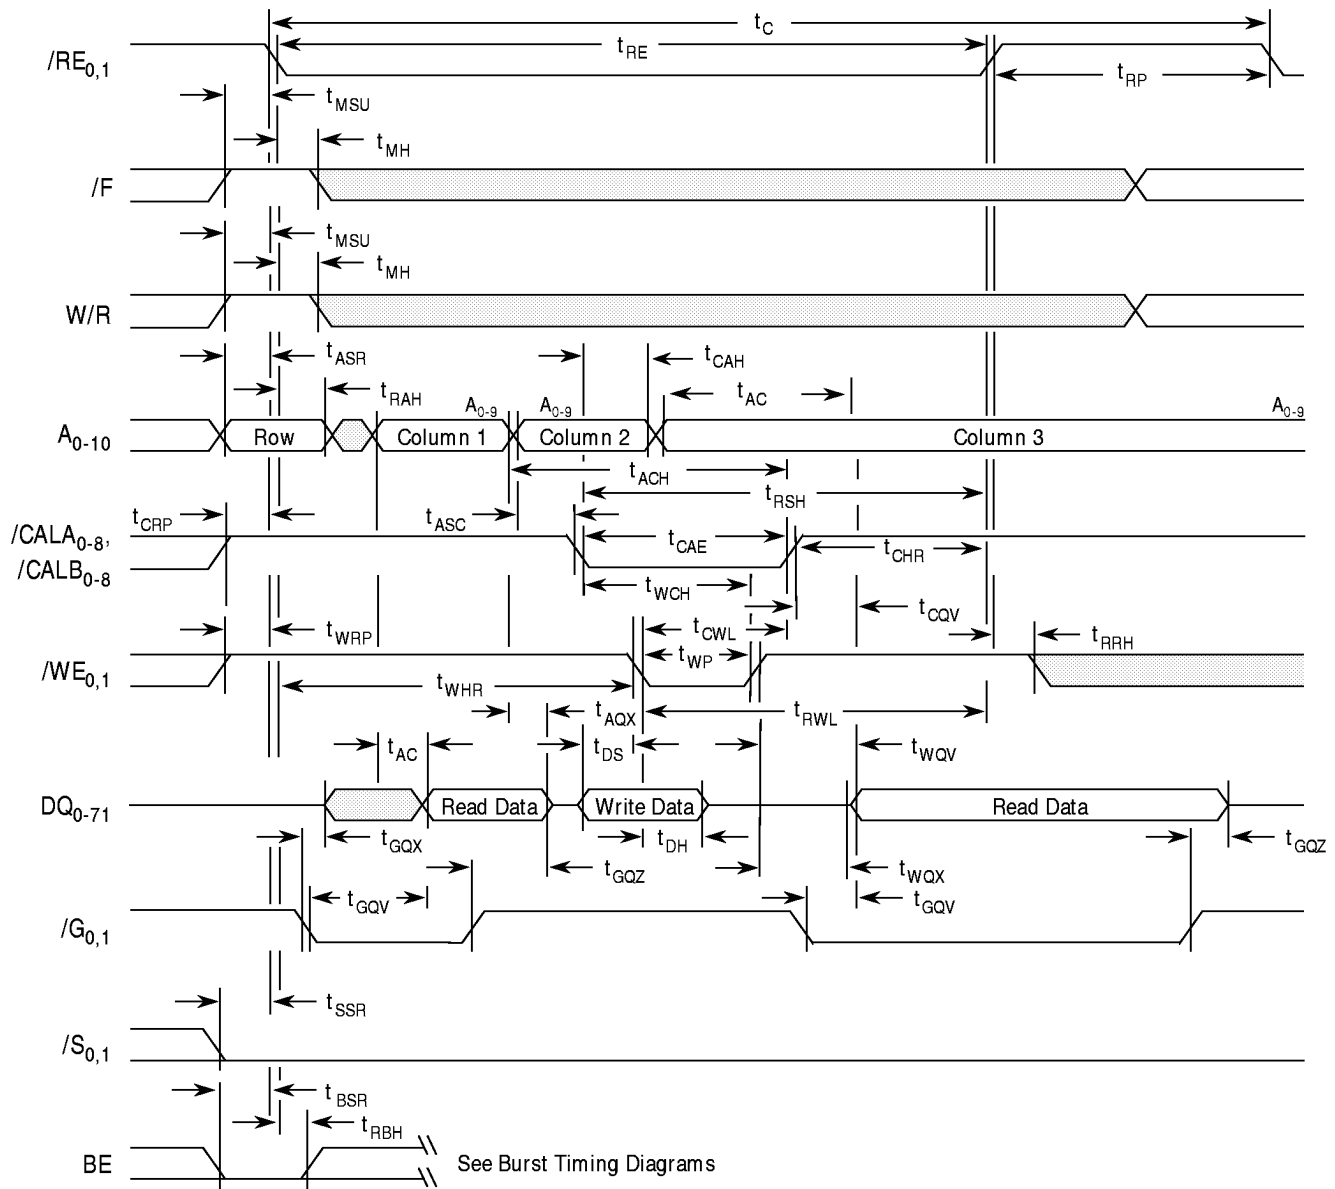 tC
/RE0,1
tRE
tRP
tMSU
tMH
/F
tMSU
tMH
W/R
tASR
tCAH
tRAH
tAC
A0-9 A0-9 A0-9
A0-10 Row Column 1 Column 2 Column 3
tACH
tRSH
tCRP
tASC
/CALA0-8,
tCAE
tCHR
/CALB0-8
tWCH
tCQV
tWRP
tCWL
tRRH
/WE0,1
tWP
tWHR
tAQX
tRWL
tAC
tDS
tWQV
DQ0-71 Read Data Write Data Read Data
tGQX
tDH
tGQZ
tGQZ
tWQX
tGQV
tGQV
/G0,1
tSSR
/S0,1
tBSR
tRBH
BE See Burst Timing Diagrams